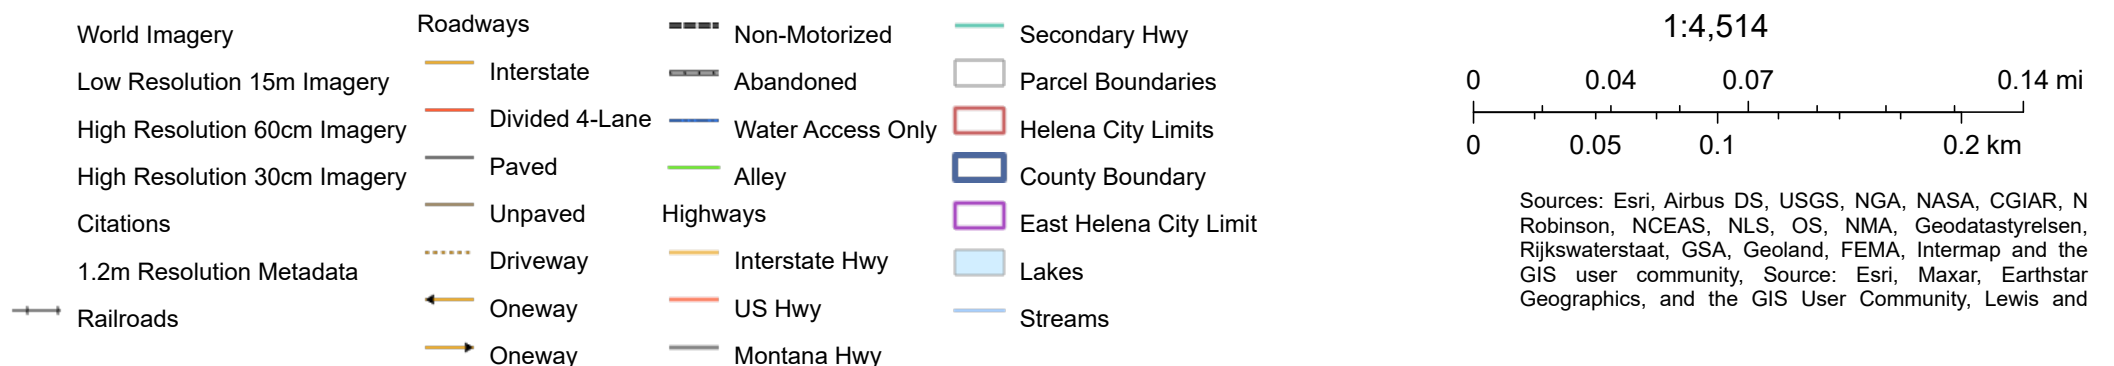 World Imagery
Low Resolution 15m Imagery
High Resolution 60cm Imagery
High Resolution 30cm Imagery
Citations
1.2m Resolution Metadata
Railroads
Roadways
Interstate
Divided 4-Lane
Paved
Unpaved
Driveway
Oneway
Oneway
Non-Motorized
Abandoned
Water Access Only
Alley
Highways
Interstate Hwy
US Hwy
Montana Hwy
Secondary Hwy
Parcel Boundaries
Helena City Limits
County Boundary
East Helena City Limit
Lakes
Streams
1:4,514
0 0.04 0.07 0.14 mi
0 0.05 0.1 0.2 km
Sources: Esri, Airbus DS, USGS, NGA, NASA, CGIAR, N
Robinson, NCEAS, NLS, OS, NMA, Geodatastyrelsen,
Rijkswaterstaat, GSA, Geoland, FEMA, Intermap and the
GIS user community, Source: Esri, Maxar, Earthstar
Geographics, and the GIS User Community, Lewis and